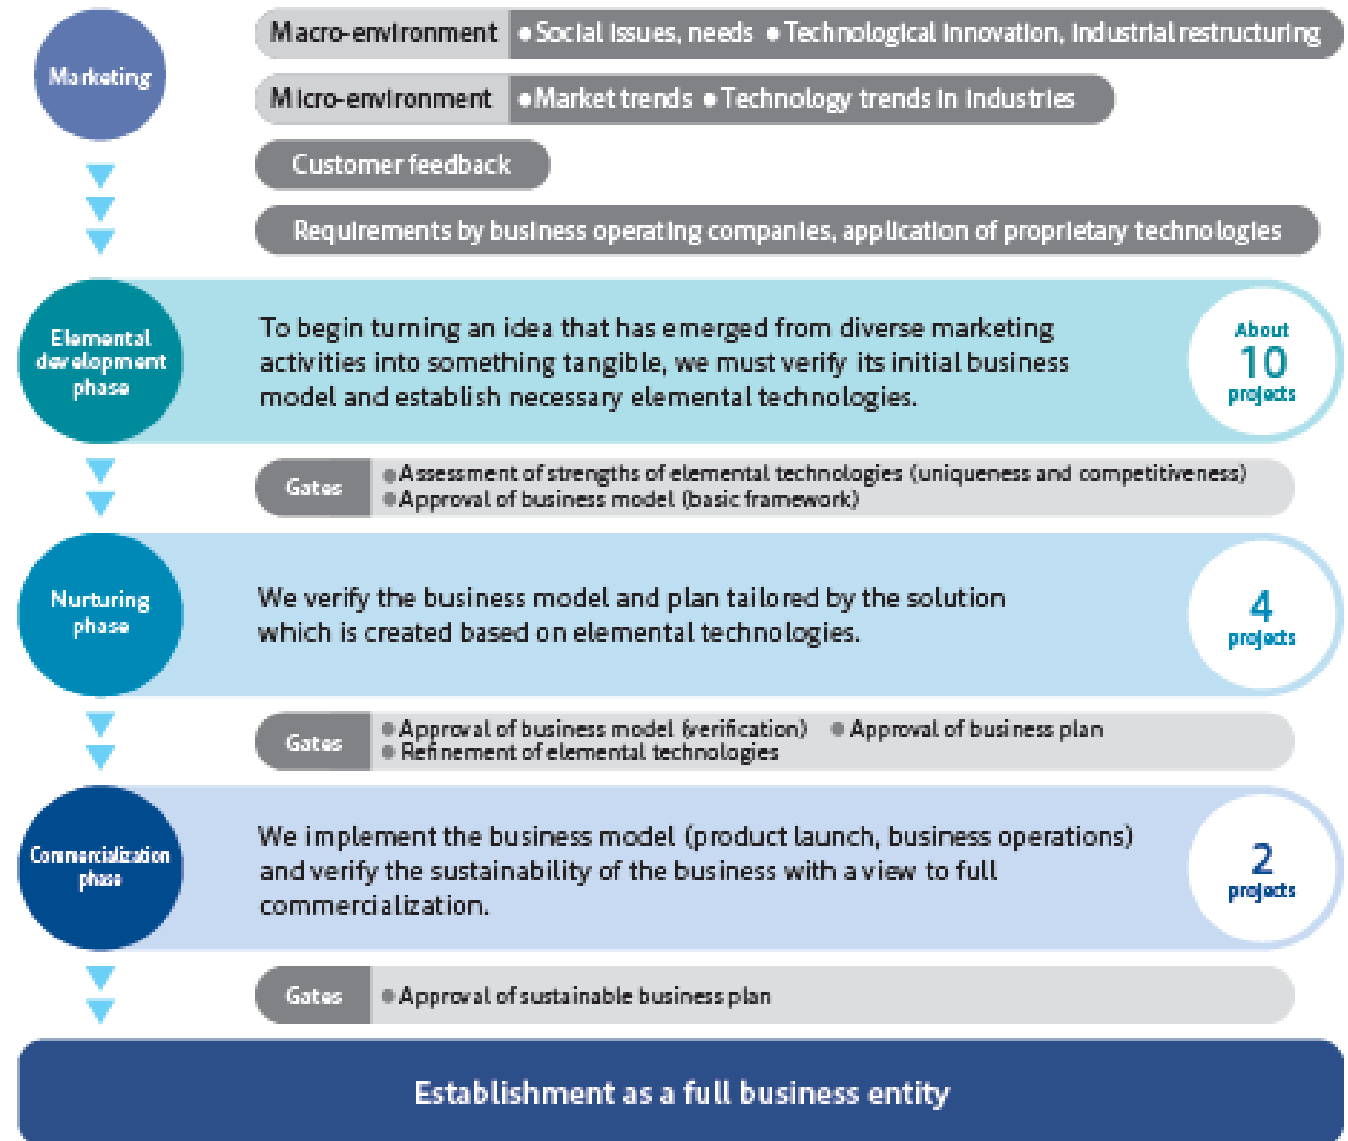 Marketing
Macro-environment ●Social issues, needs ●Technological innovation, industrial restructuring
Micro-environment ●Market trends ●Technology trends in industries
Customer feedback
Requirements by business operating companies, application of proprietary technologies
Elemental
development
phase
To begin turning an idea that has emerged from diverse marketing
activities into something tangible, we must verify its initial business
model and establish necessary elemental technologies.
About
10
projects
Gates
●Assessment of strengths of elemental technologies (uniqueness and competitiveness)
●Approval of business model (basic framework)
Nurturing
phase
We verify the business model and plan tailored by the solution
which is created based on elemental technologies.
4
projects
Gates
●Approval of business model (verification) ●Approval of business plan
●Refinement of elemental technologies
Commercialization
phase
We implement the business model (product launch, business operations)
and verify the sustainability of the business with a view to full
commercialization.
2
projects
Gates
●Approval of sustainable business plan
Establishment as a full business entity